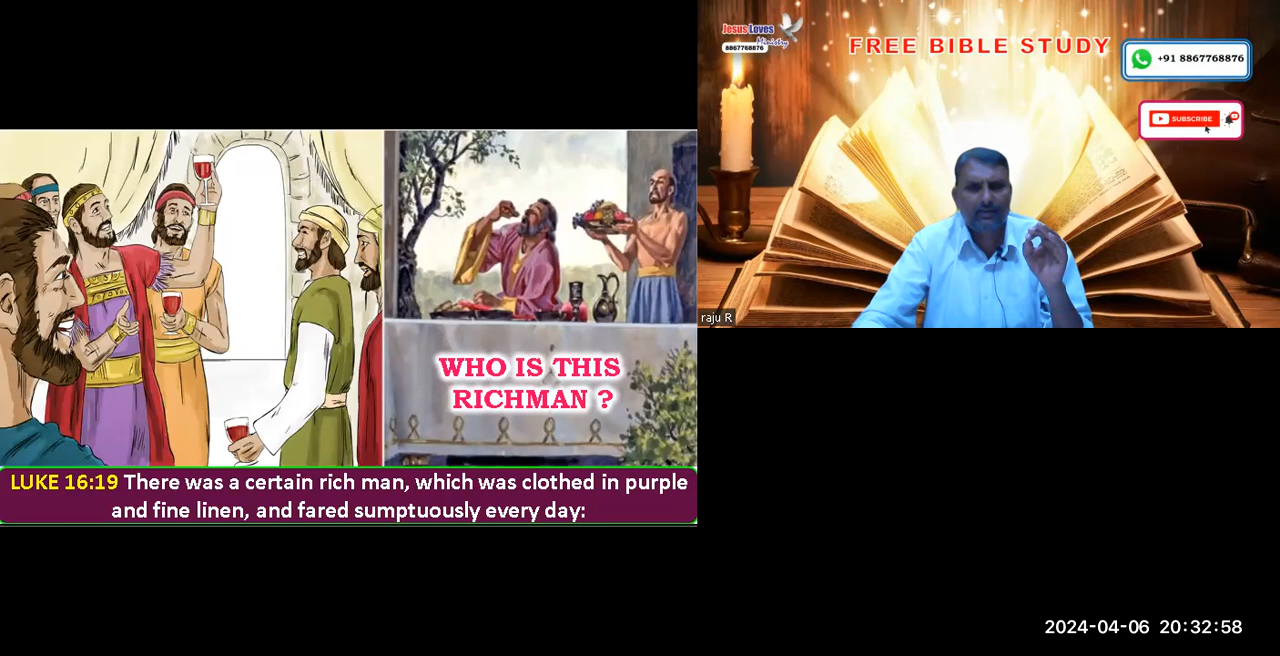 WHO IS THIS
RICHMAN ?
LUKE 16:19 There was a certain rich man, which was clothed in purple
and fine linen, and fared sumptuously every day:
Jesus Loves
Ministry
8867768876
FREE BIBLE STUDY
+91 8867768876
SUBSCRIBE
raju R
2024-04-06 20:32:58